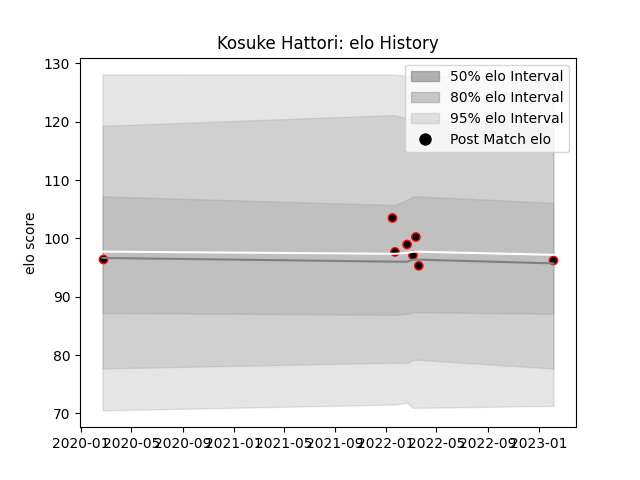 Kosuke Hattori: elo History
50% elo Interval
80% elo Interval
95% elo Interval
Post Match elo
elo score
130
120
110
100
90
80
70
2020-01 2020-05 2020-09 2021-01 2021-05 2021-09 2022-01 2022-05 2022-09 2023-01